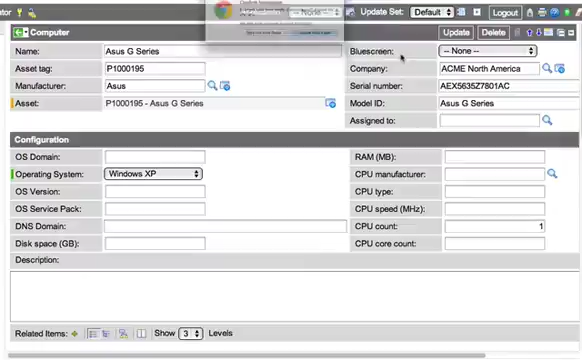 Update Set: Default Logout
-- None --
Computer Update Delete
Name: Asus G Series Bluescreen: -- None --
Asset tag: P1000195 Company: ACME North America
Manufacturer: Asus Serial number: AEX5635Z7801AC
Asset: P1000195 - Asus G Series Model ID: Asus G Series
Assigned to:
Configuration
OS Domain: RAM (MB):
Operating System: Windows XP CPU manufacturer:
OS Version: CPU type:
OS Service Pack: CPU speed (MHz):
DNS Domain: CPU count: 1
Disk space (GB): CPU core count:
Description:
Related Items: Show 3 Levels